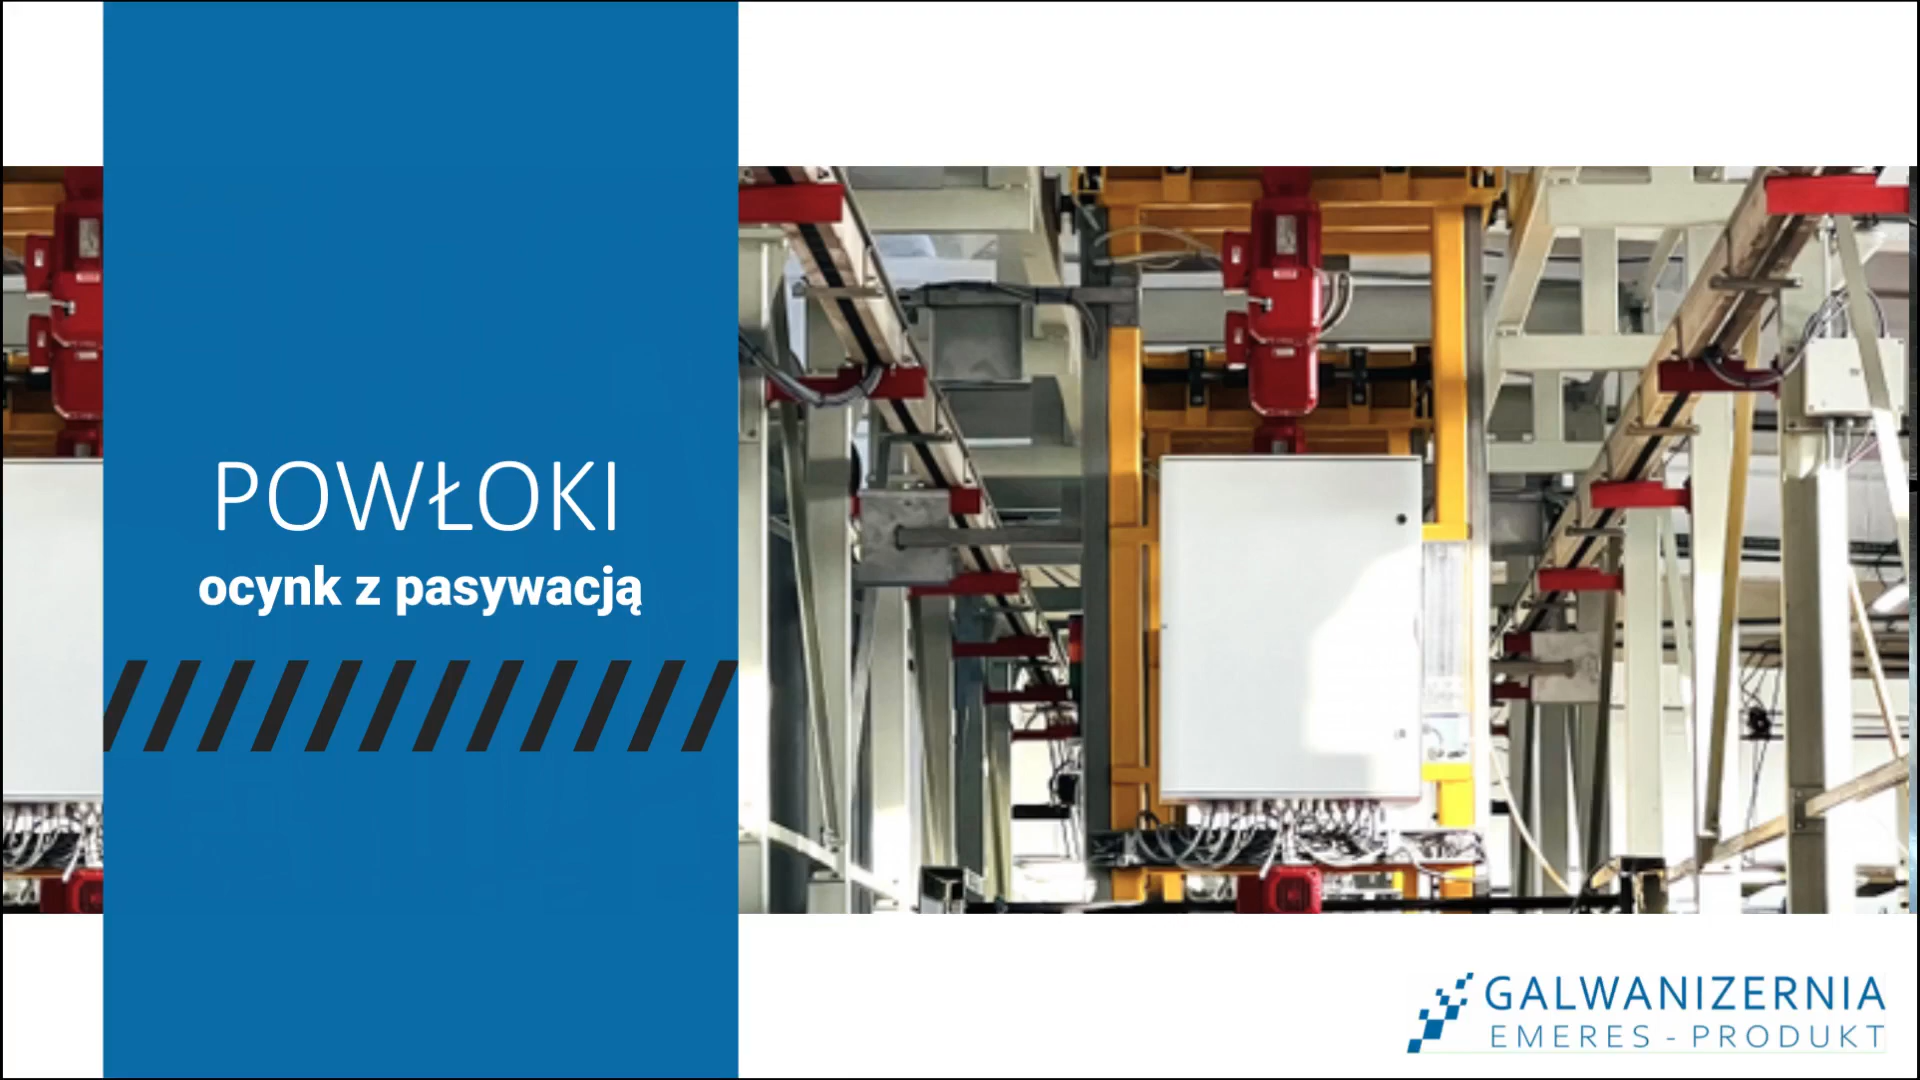 POWŁOKI
ocynk z pasywacją
GALWANIZERNIA
EMERES - PRODUKT